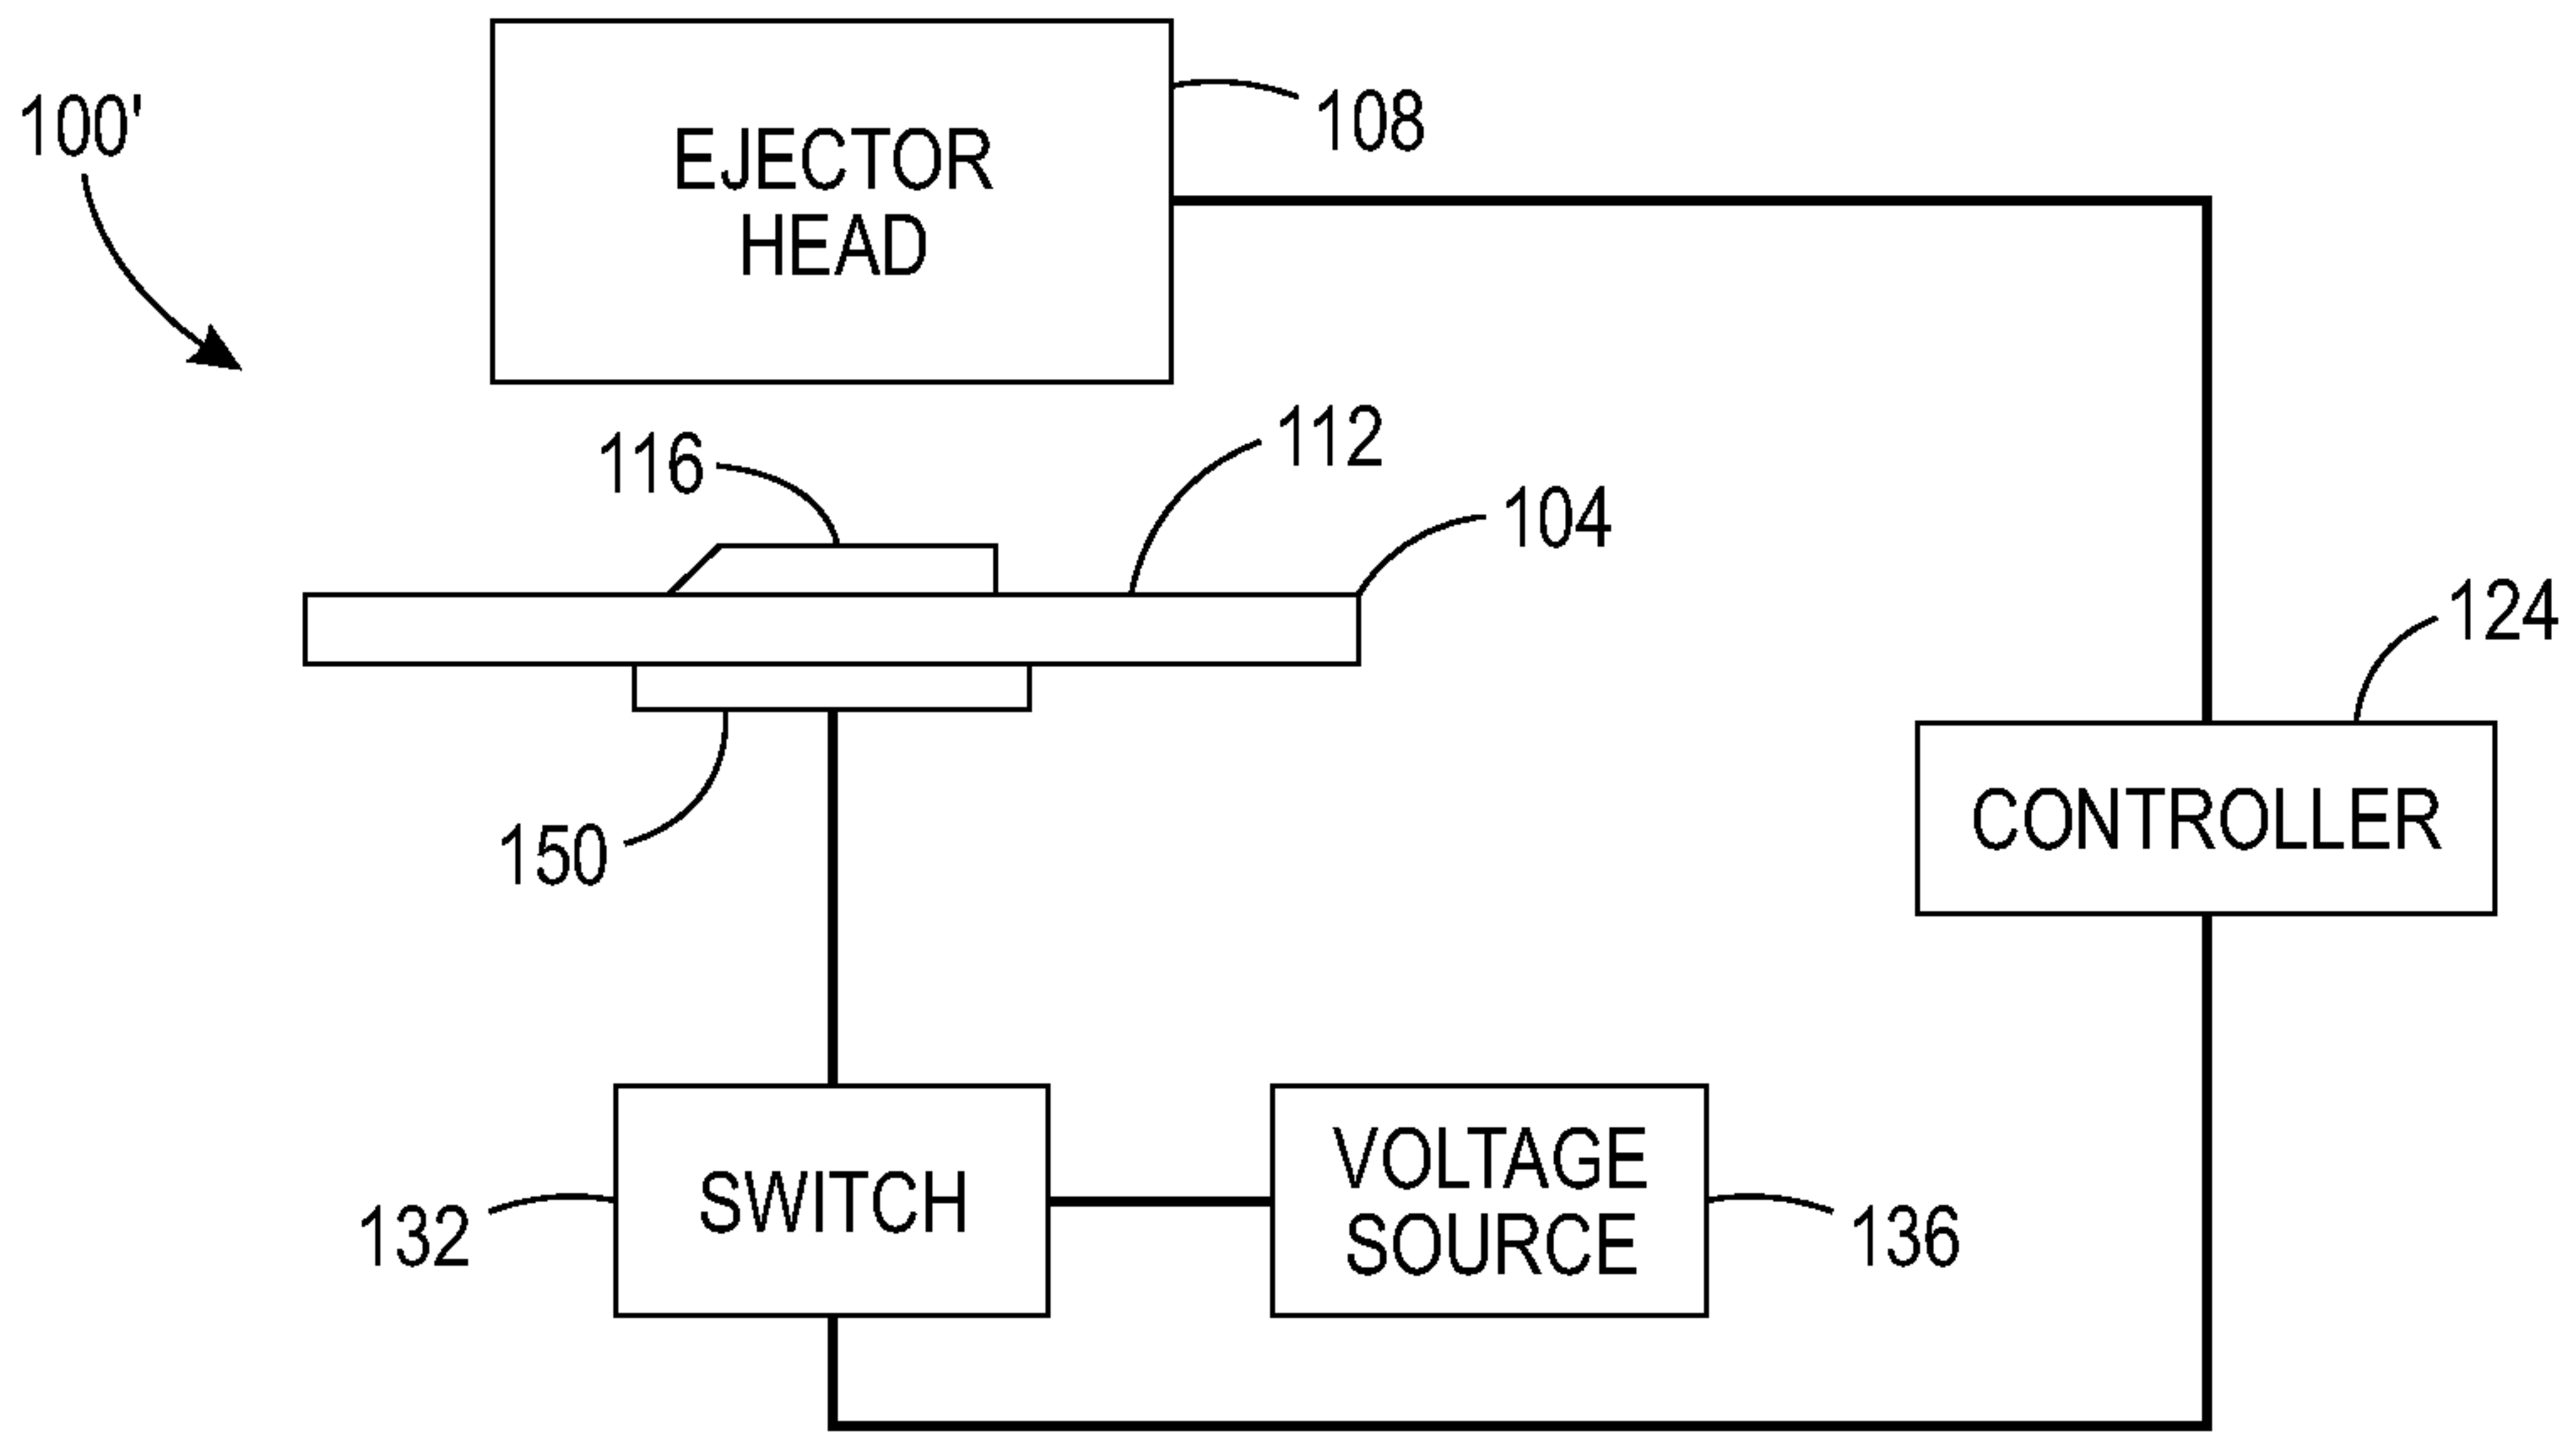 100'
EJECTOR
HEAD
108
116
112
104
124
CONTROLLER
150
SWITCH
132
VOLTAGE
SOURCE
136